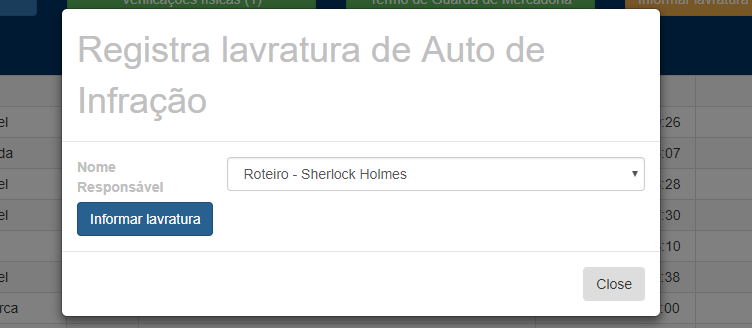 Verificações físicas (1)
Termo de Guarda de Mercadoria
Informar lavratura
Registra lavratura de Auto de
Infração
Nome
Responsável
Roteiro - Sherlock Holmes
Informar lavratura
Close
el
:26
da
:07
el
:28
el
:30
:10
el
:38
rca
:00